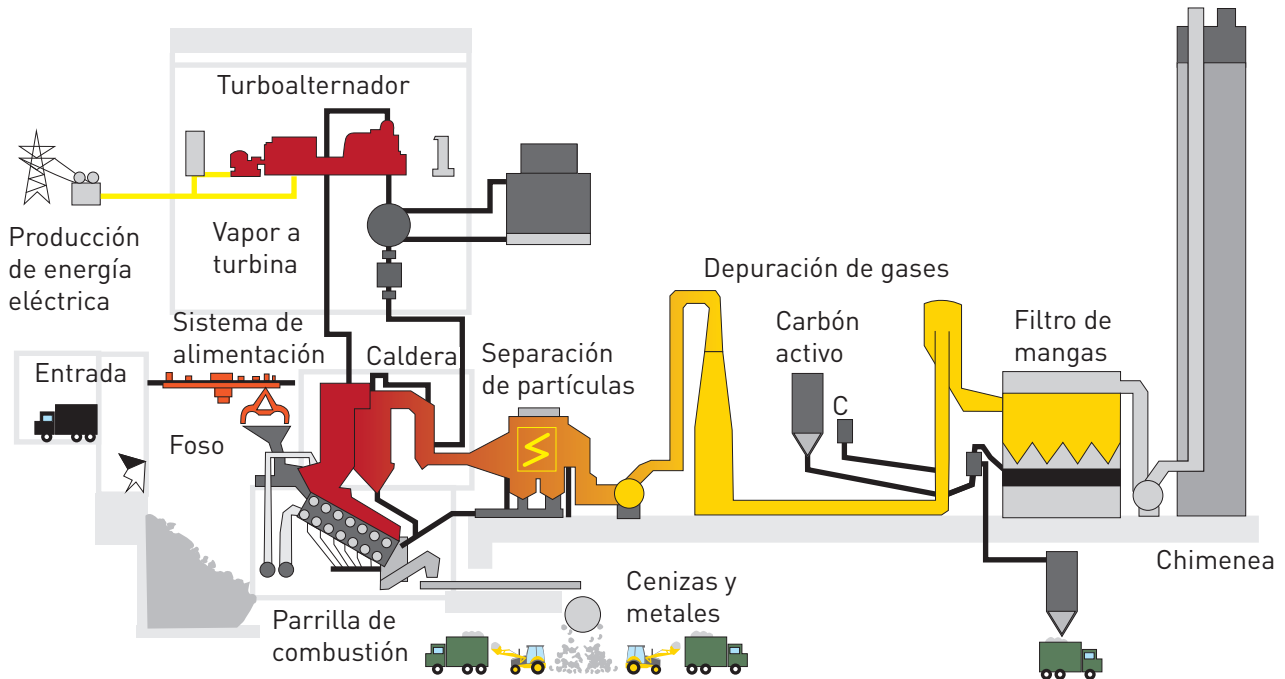 Turboalternador
Producción
de energía
eléctrica
Vapor a
turbina
Depuración de gases
Sistema de
alimentación
Caldera
Separación
de partículas
Carbón
activo
C
Filtro de
mangas
Entrada
Foso
Chimenea
Parrilla de
combustión
Cenizas y
metales